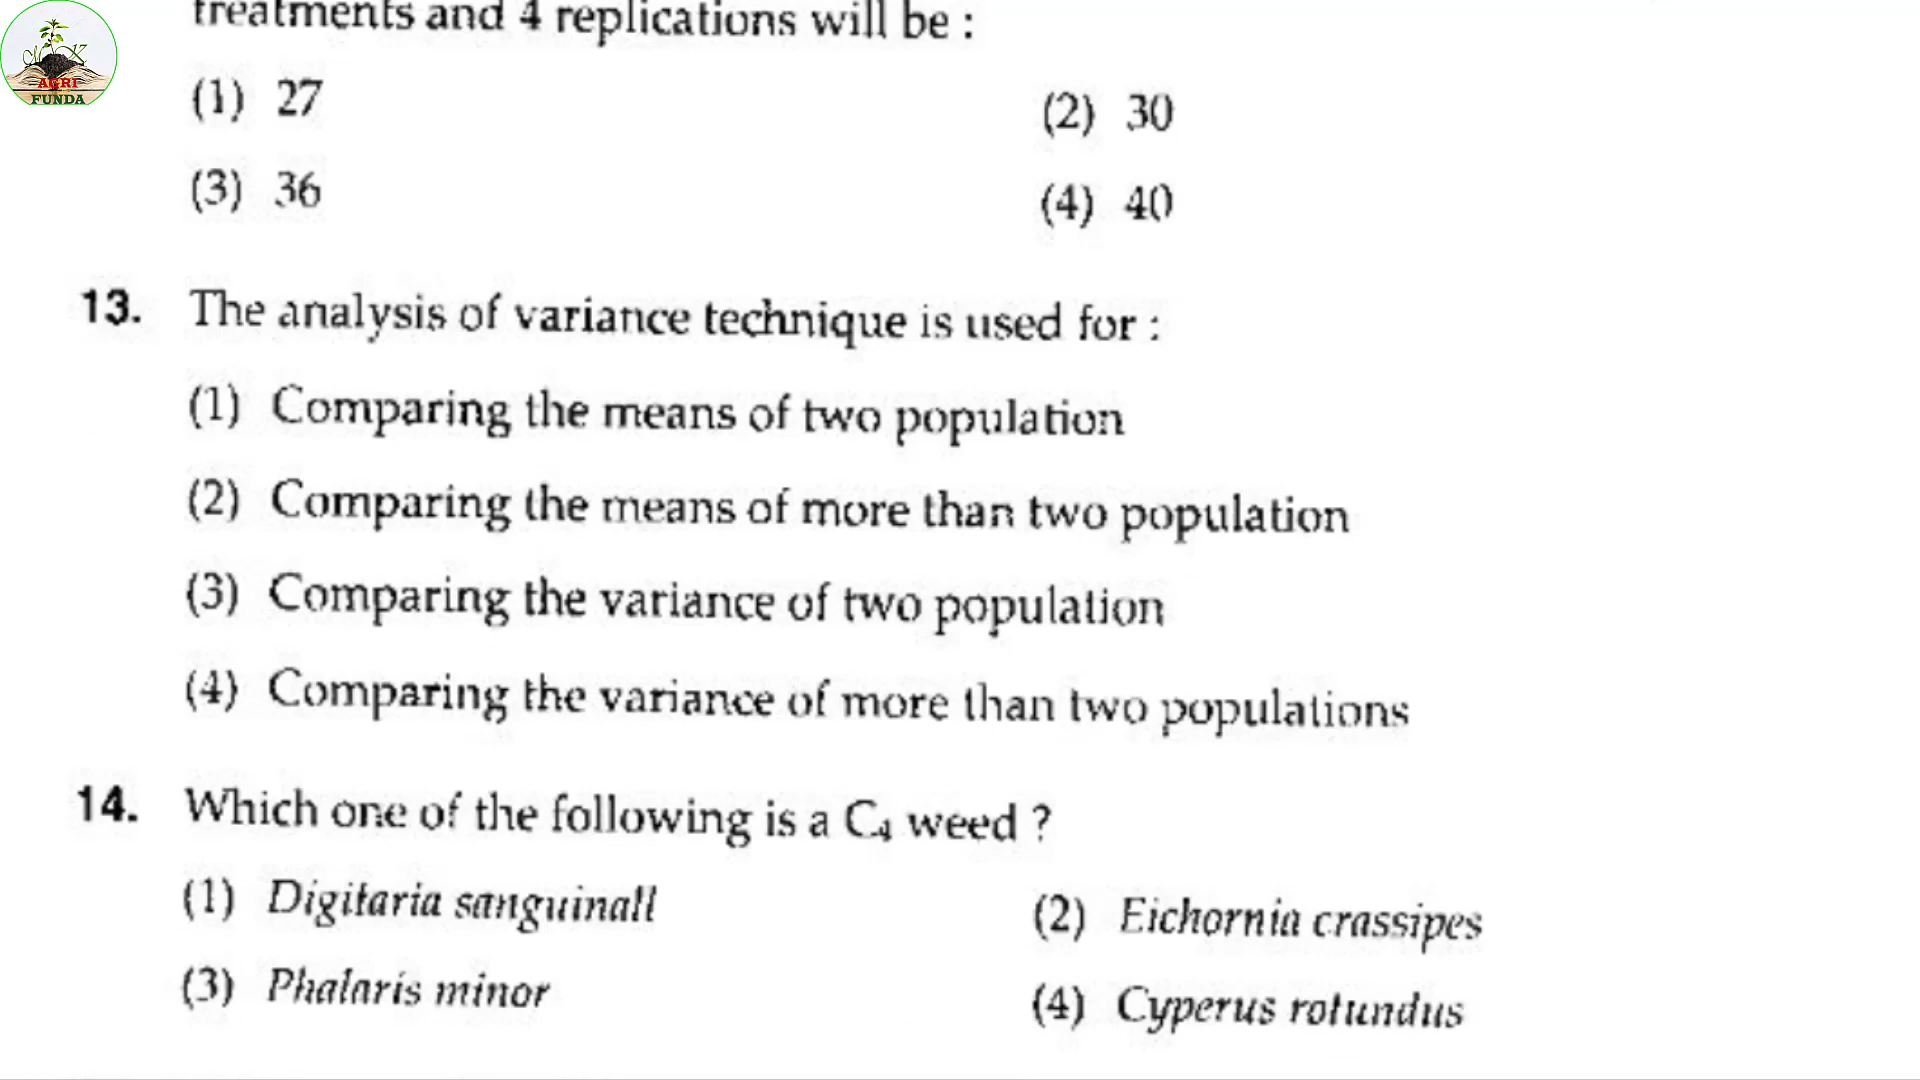 treatments and 4 replications will be :
AGRI
FUNDA
(1) 27
(2) 30
(3) 36
(4) 40
13. The analysis of variance technique is used for :
(1) Comparing the means of two population
(2) Comparing the means of more than two population
(3) Comparing the variance of two population
(4) Comparing the variance of more than two populations
14. Which one of the following is a C₄ weed ?
(1) Digitaria sanguinall
(2) Eichornia crassipes
(3) Phalaris minor
(4) Cyperus rotundus